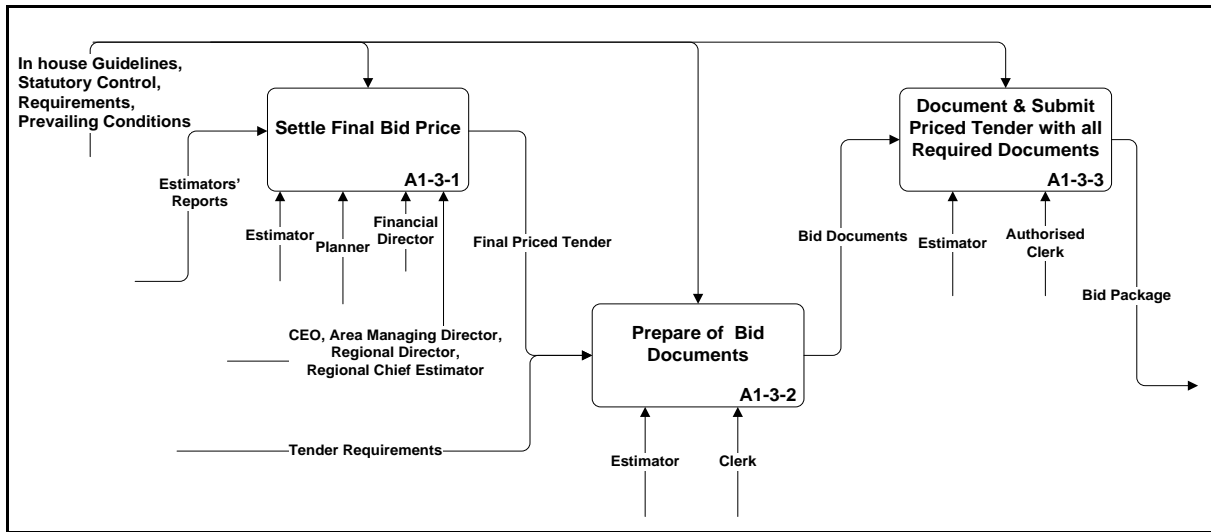 In house Guidelines,
Statutory Control,
Requirements,
Prevailing Conditions
Settle Final Bid Price
A1-3-1
Document & Submit
Priced Tender with all
Required Documents
A1-3-3
Estimators'
Reports
Estimator
Planner
Financial
Director
Final Priced Tender
Bid Documents
Estimator
Authorised
Clerk
Bid Package
CEO, Area Managing Director,
Regional Director,
Regional Chief Estimator
Prepare of Bid
Documents
A1-3-2
Tender Requirements
Estimator
Clerk